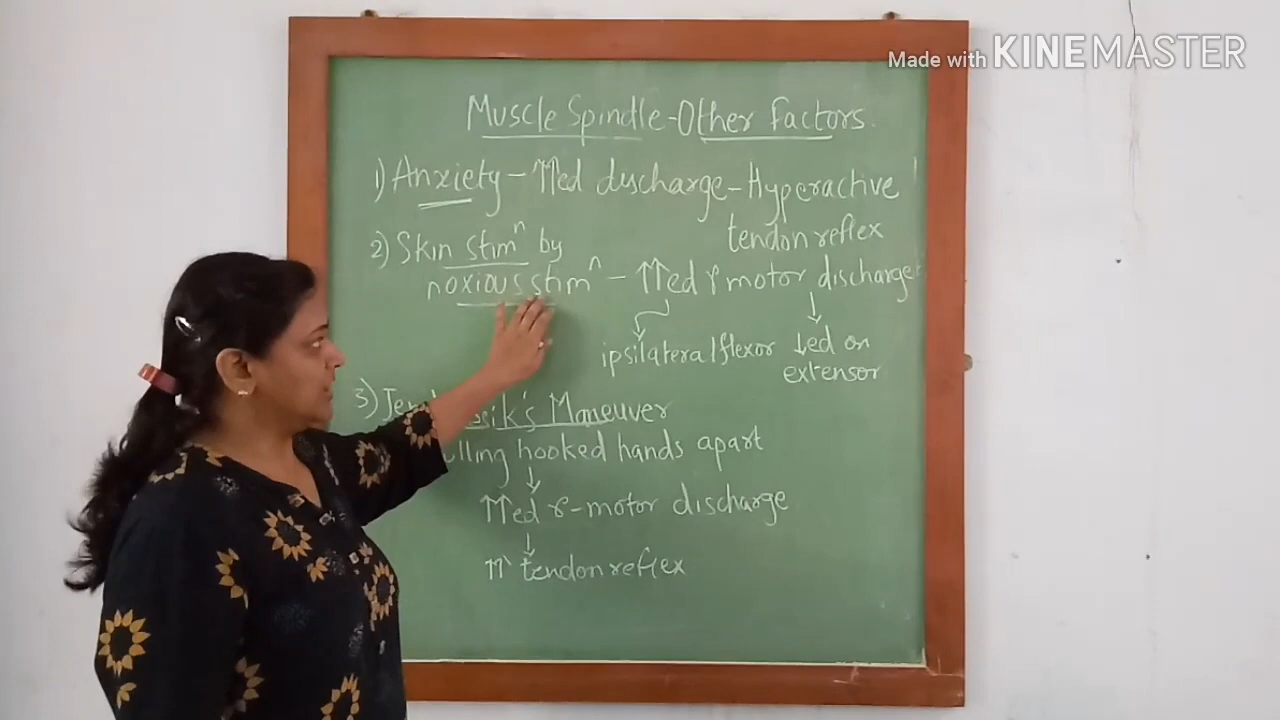 Made with KINEMASTER
Muscle Spindle-Other Factors.
1) Anxiety - ↑↑ed discharge - Hyperactive
tendon reflex
2) Skin stimⁿ by
noxious stimⁿ - ↑↑ed γ motor discharge
↓ ↓
ipsilateral flexor ↓ed on
extensor
3) Maneuver
hooked hands apart
↓
↑↑ed γ-motor discharge
↓
↑↑ tendon reflex